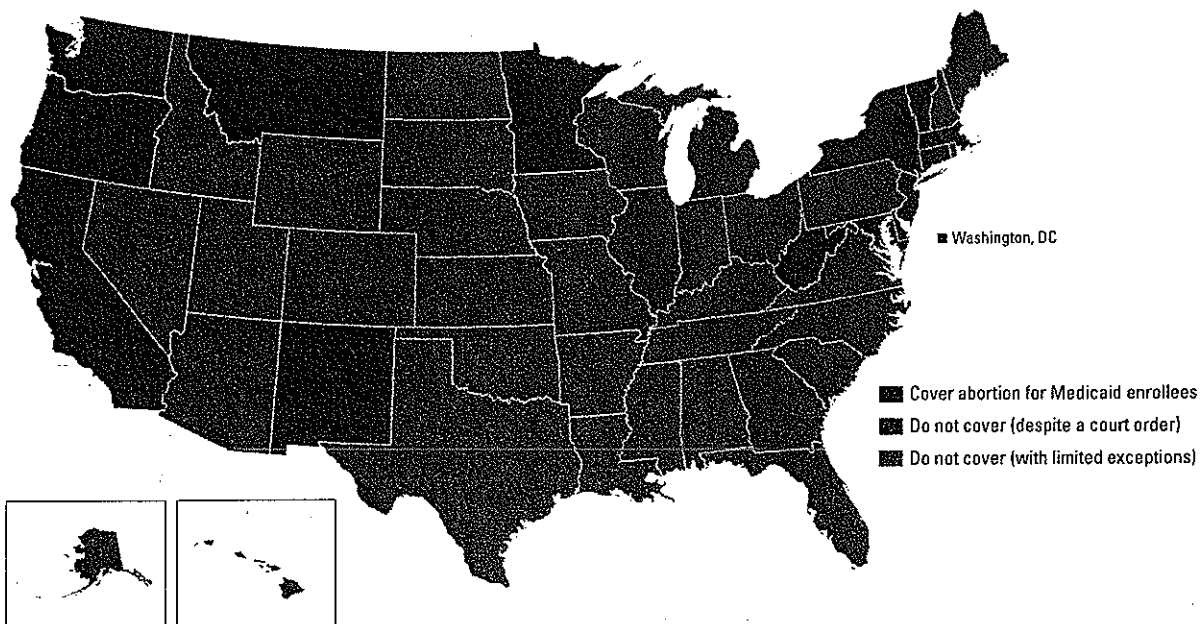 Washington, DC
Cover abortion for Medicaid enrollees
Do not cover (despite a court order)
Do not cover (with limited exceptions)